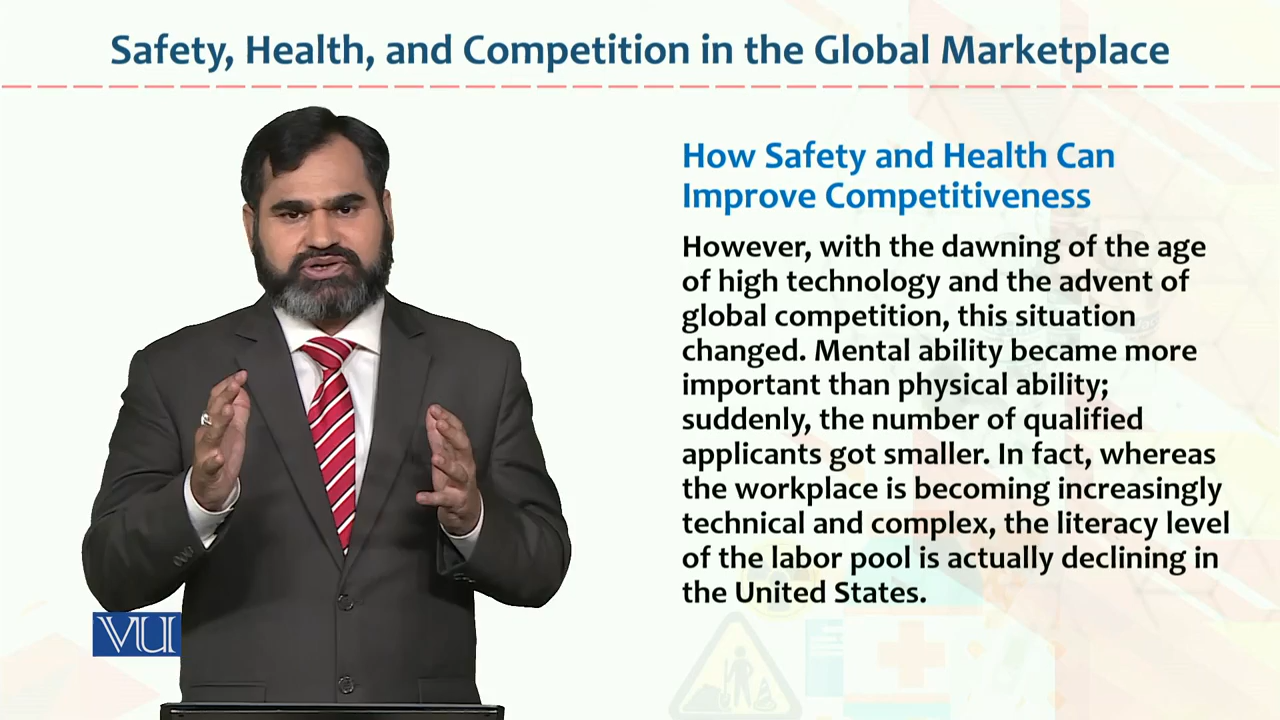 Safety, Health, and Competition in the Global Marketplace
How Safety and Health Can
Improve Competitiveness
However, with the dawning of the age
of high technology and the advent of
global competition, this situation
changed. Mental ability became more
important than physical ability;
suddenly, the number of qualified
applicants got smaller. In fact, whereas
the workplace is becoming increasingly
technical and complex, the literacy level
of the labor pool is actually declining in
the United States.
VU